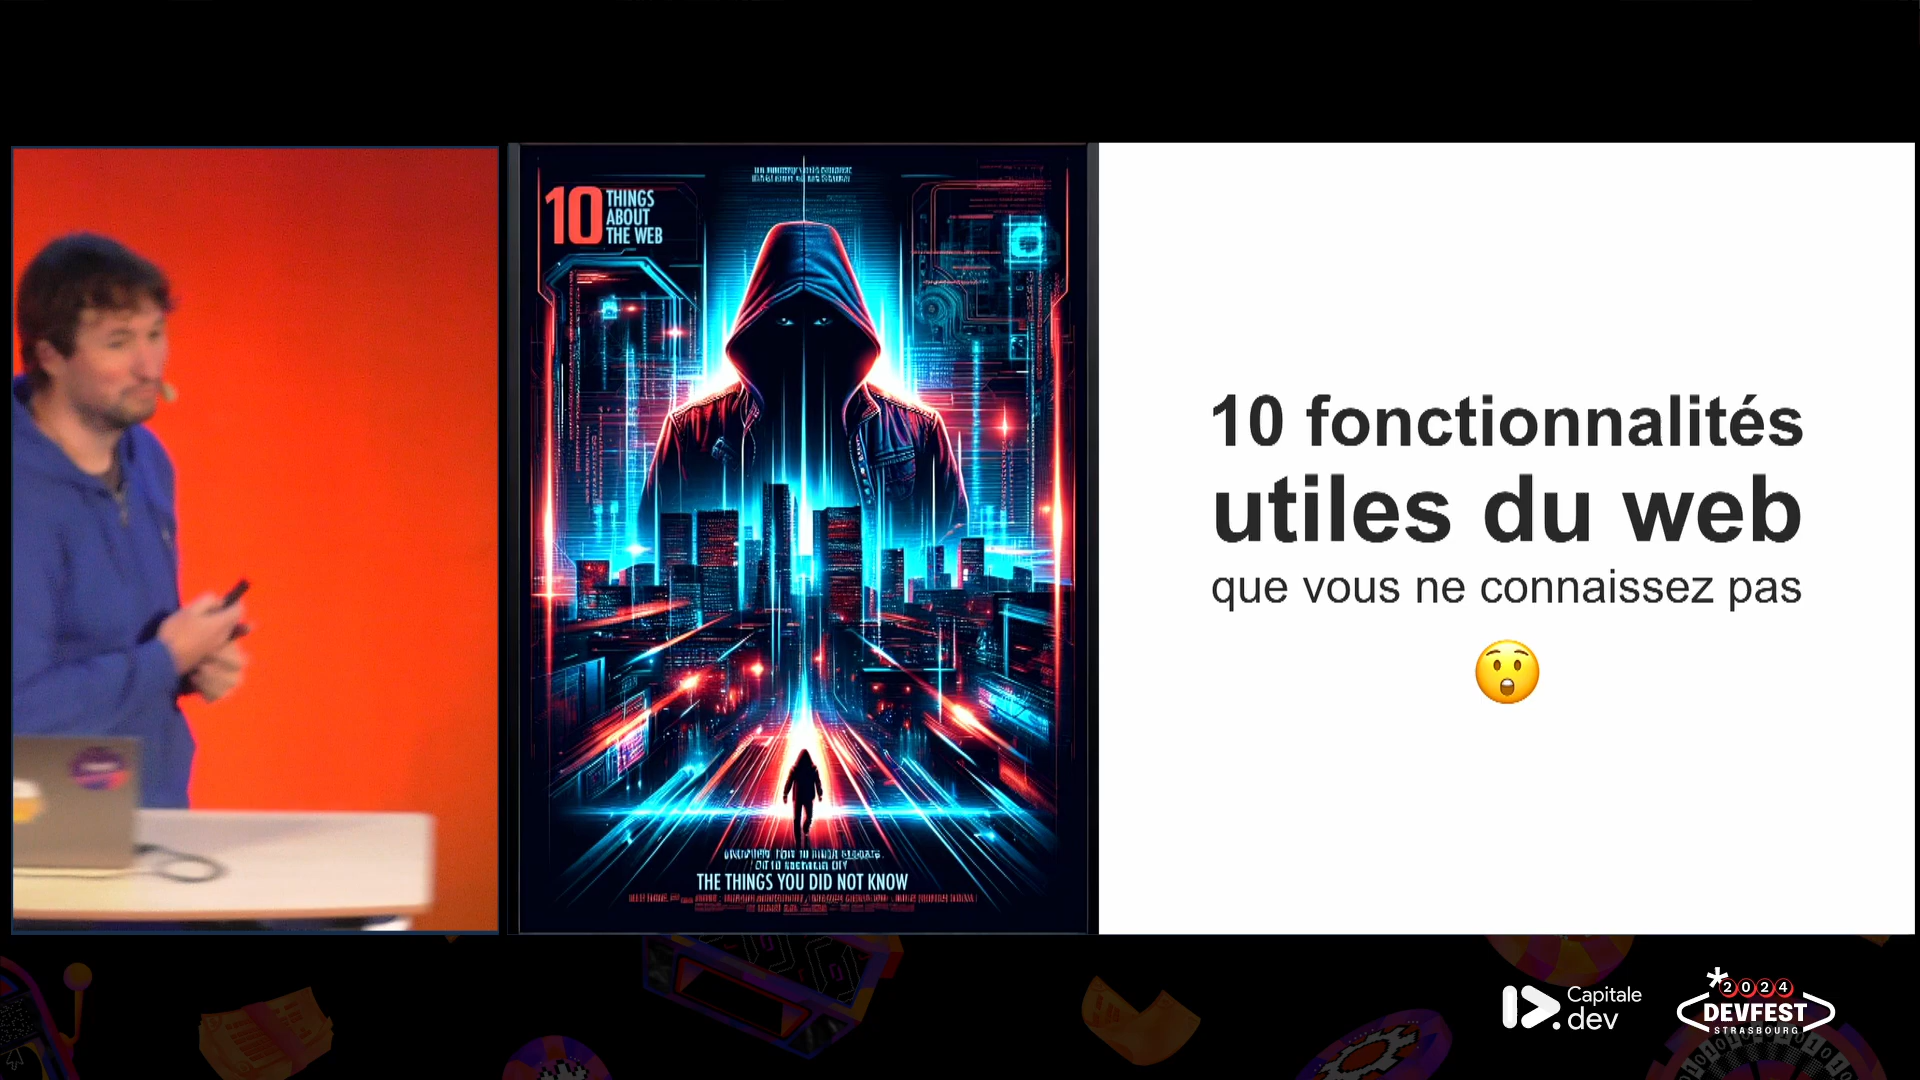 10 THINGS
ABOUT
THE WEB
THE THINGS YOU DID NOT KNOW
10 fonctionnalités
utiles du web
que vous ne connaissez pas
Capitale
.dev
2024
DEVFEST
STRASBOURG